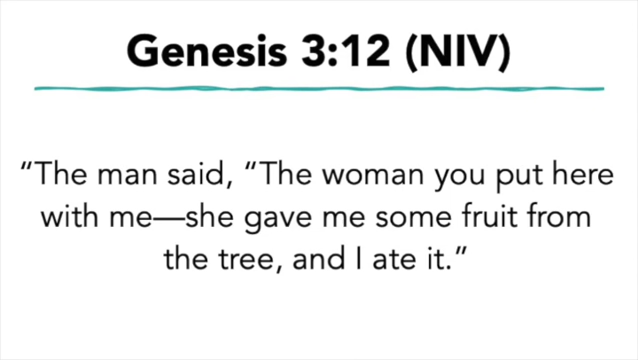 Genesis 3:12 (NIV)
“The man said, “The woman you put here
with me—she gave me some fruit from
the tree, and I ate it.”